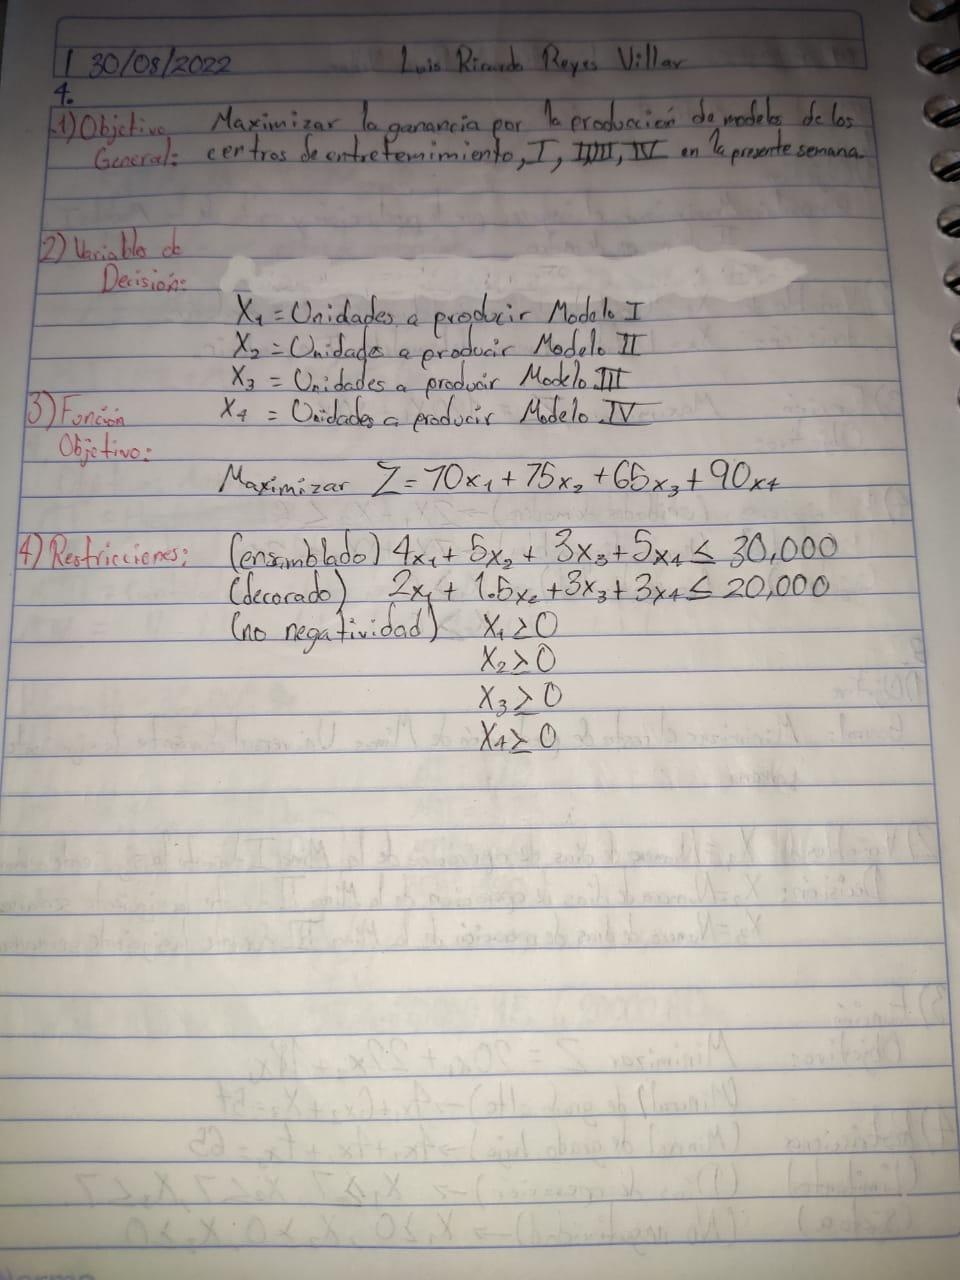 30/08/2022 Luis Ricardo Reyes Villar
4.
1) Objetivo General: Maximizar la ganancia por la producción de modelos de los
centros de entretemimiento, I, II, III, IV en la presente semana.
2) Variables de
Decisión:
X₁ = Unidades a producir Modelo I
X₂ = Unidades a producir Modelo II
X₃ = Unidades a producir Modelo III
X₄ = Unidades a producir Modelo IV
3) Función
Objetivo:
Maximizar Z = 70x₁ + 75x₂ + 65x₃ + 90x₄
4) Restricciones: (ensamblado) 4x₁ + 5x₂ + 3x₃ + 5x₄ ≤ 30,000
(decorado) 2x₁ + 1.5x₂ + 3x₃ + 3x₄ ≤ 20,000
(no negatividad) X₁ ≥ 0
X₂ ≥ 0
X₃ ≥ 0
X₄ ≥ 0